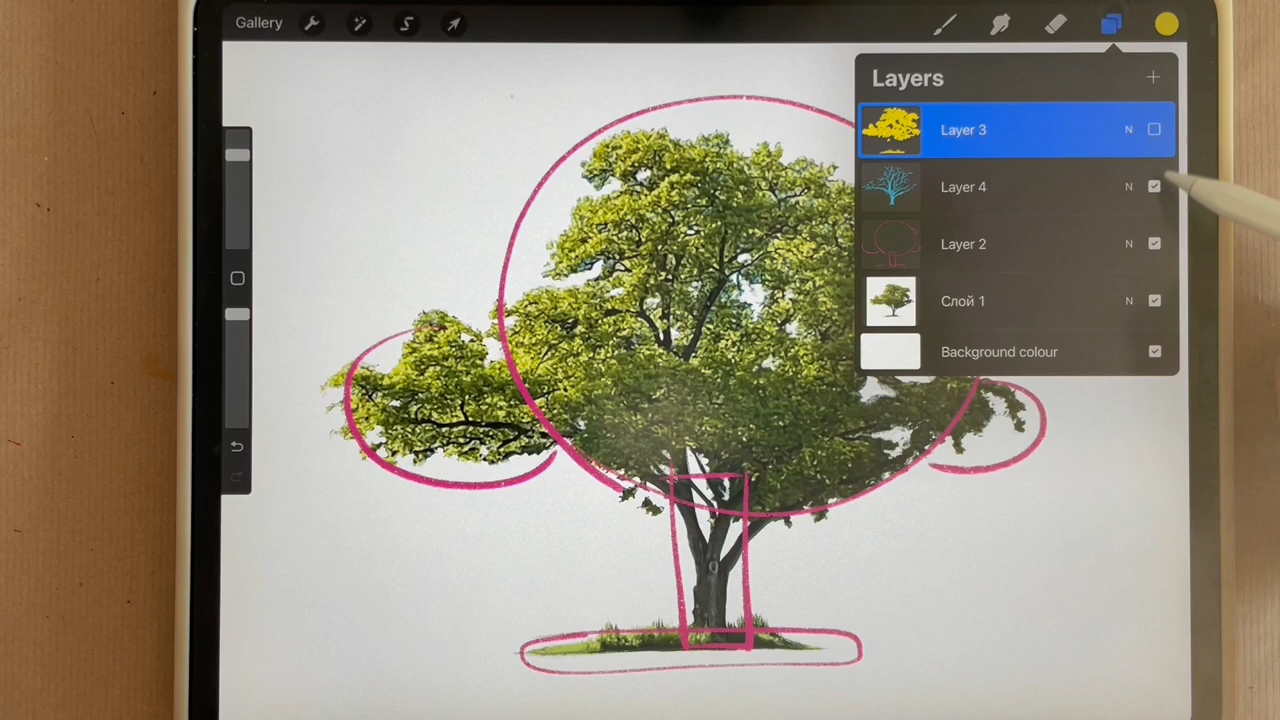 Gallery
Layers
Layer 3 N
Layer 4 N
Layer 2 N
Слой 1 N
Background colour